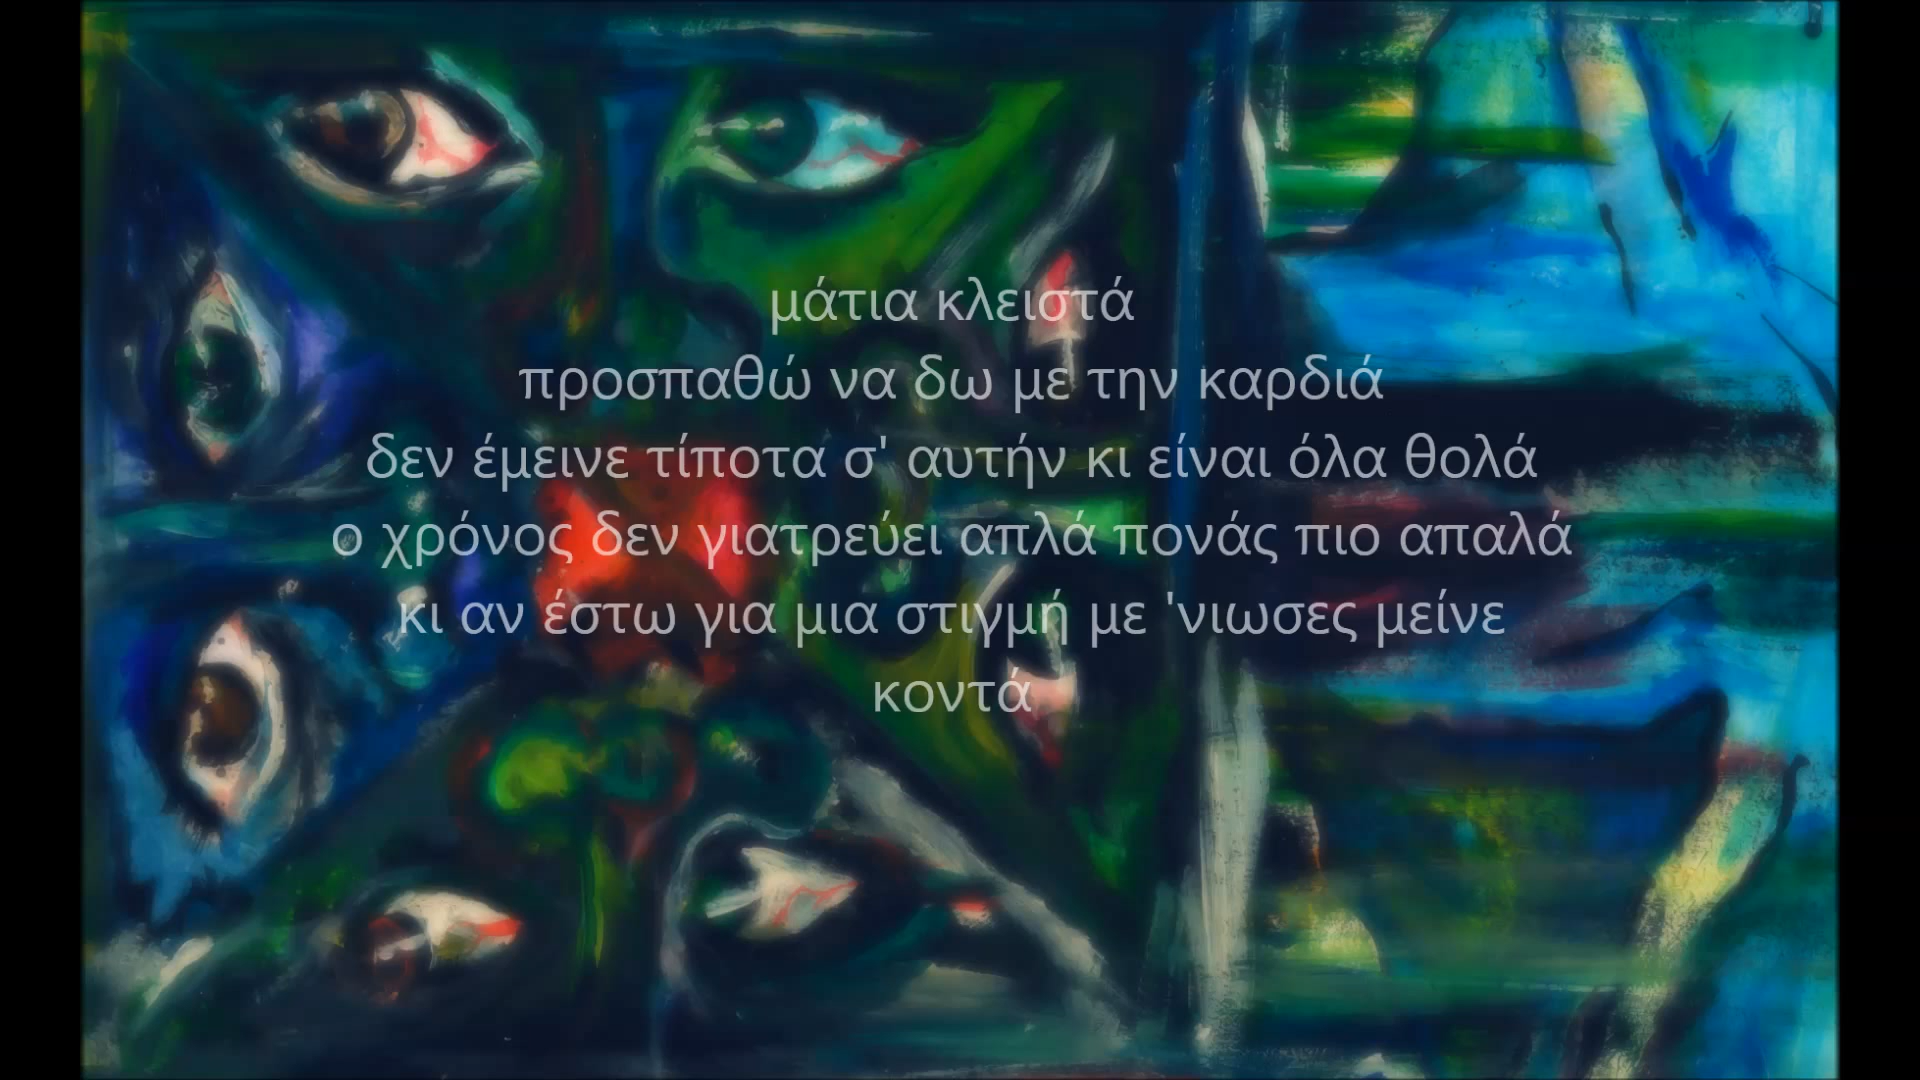 μάτια κλειστά
προσπαθώ να δω με την καρδιά
δεν έμεινε τίποτα σ' αυτήν κι είναι όλα θολά
ο χρόνος δεν γιατρεύει απλά πονάς πιο απαλά
κι αν έστω για μια στιγμή με 'νιωσες μείνε
κοντά